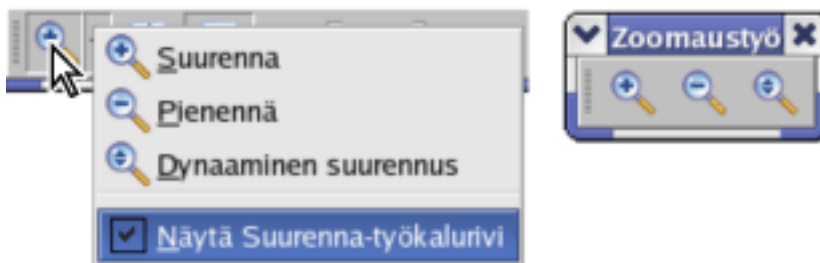 Suurenna
Pienennä
Dynaaminen suurennus
Näytä Suurenna-työkalurivi
Zoomaustyö